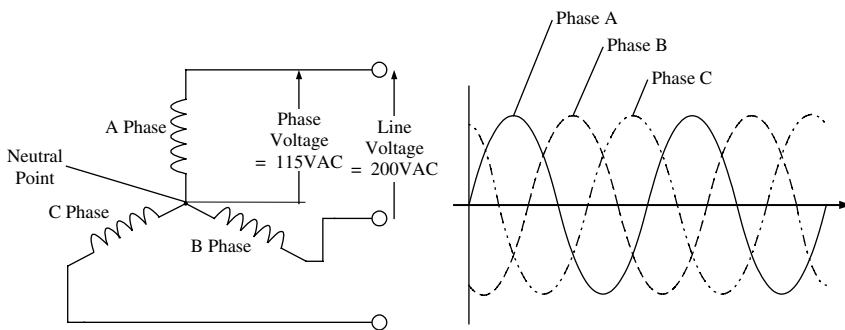 A Phase
Neutral
Point
C Phase
B Phase
Phase
Voltage
= 115VAC
Line
Voltage
= 200VAC
Phase A
Phase B
Phase C